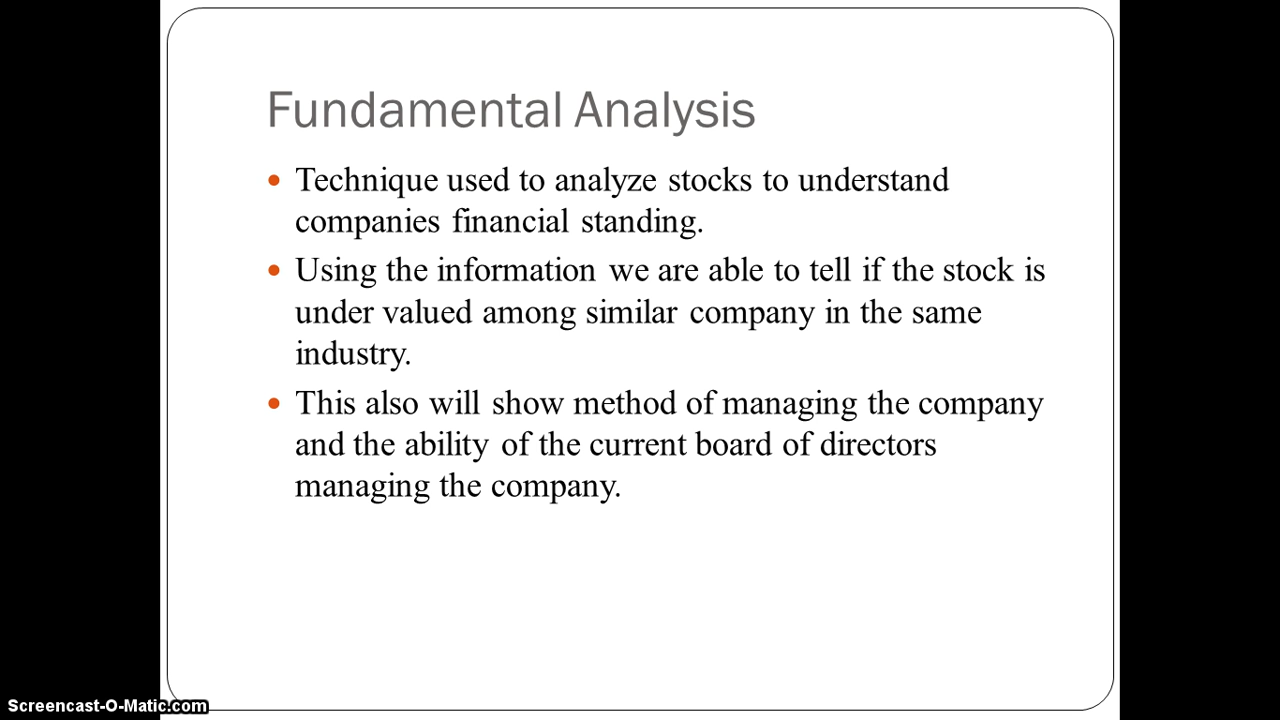 Fundamental Analysis
• Technique used to analyze stocks to understand
companies financial standing.
• Using the information we are able to tell if the stock is
under valued among similar company in the same
industry.
• This also will show method of managing the company
and the ability of the current board of directors
managing the company.
Screencast-O-Matic.com